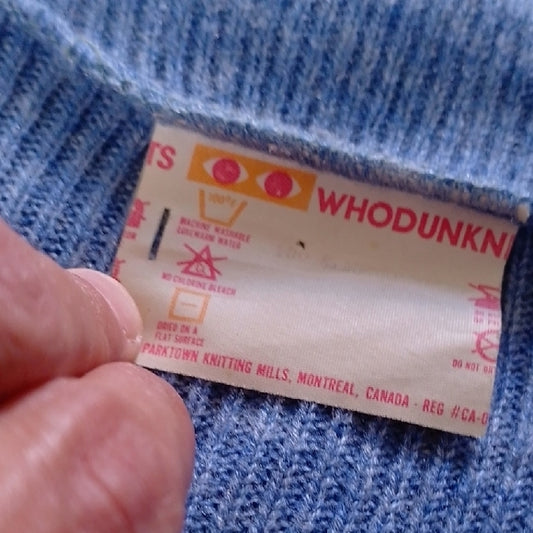 TS WHODUNKNI
100°F
MACHINE WASHABLE
LUKEWARM WATER
NO CHLORINE BLEACH
DRIED ON A
FLAT SURFACE
DO NOT
PARKTOWN KNITTING MILLS, MONTREAL, CANADA - REG #CA-0